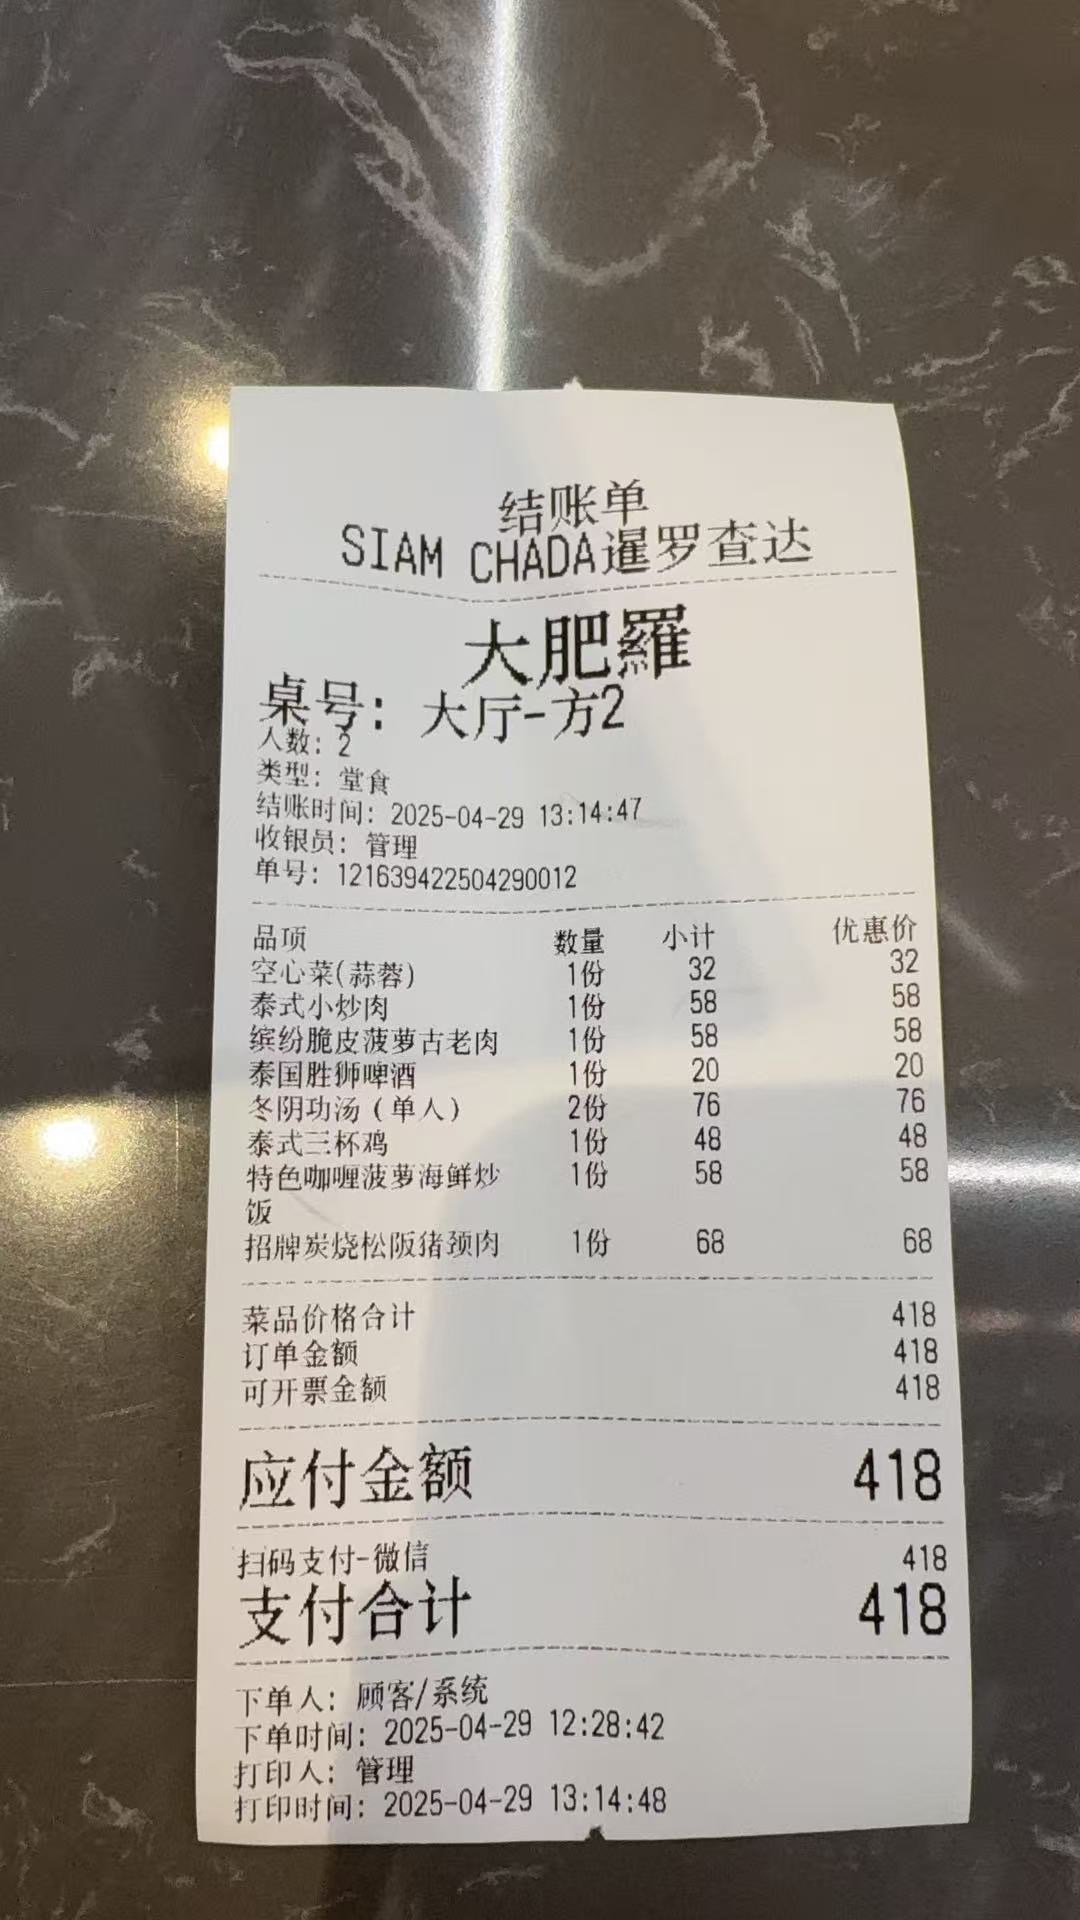 结账单
SIAM CHADA暹罗查达
大肥羅
桌号: 大厅-方2
人数: 2
类型: 堂食
结账时间: 2025-04-29 13:14:47
收银员: 管理
单号: 121639422504290012
品项 数量 小计 优惠价
空心菜(蒜蓉) 1份 32 32
泰式小炒肉 1份 58 58
缤纷脆皮菠萝古老肉 1份 58 58
泰国胜狮啤酒 1份 20 20
冬阴功汤（单人） 2份 76 76
泰式三杯鸡 1份 48 48
特色咖喱菠萝海鲜炒 1份 58 58
饭
招牌炭烧松阪猪颈肉 1份 68 68
菜品价格合计 418
订单金额 418
可开票金额 418
应付金额 418
扫码支付-微信 418
支付合计 418
下单人: 顾客/系统
下单时间: 2025-04-29 12:28:42
打印人: 管理
打印时间: 2025-04-29 13:14:48